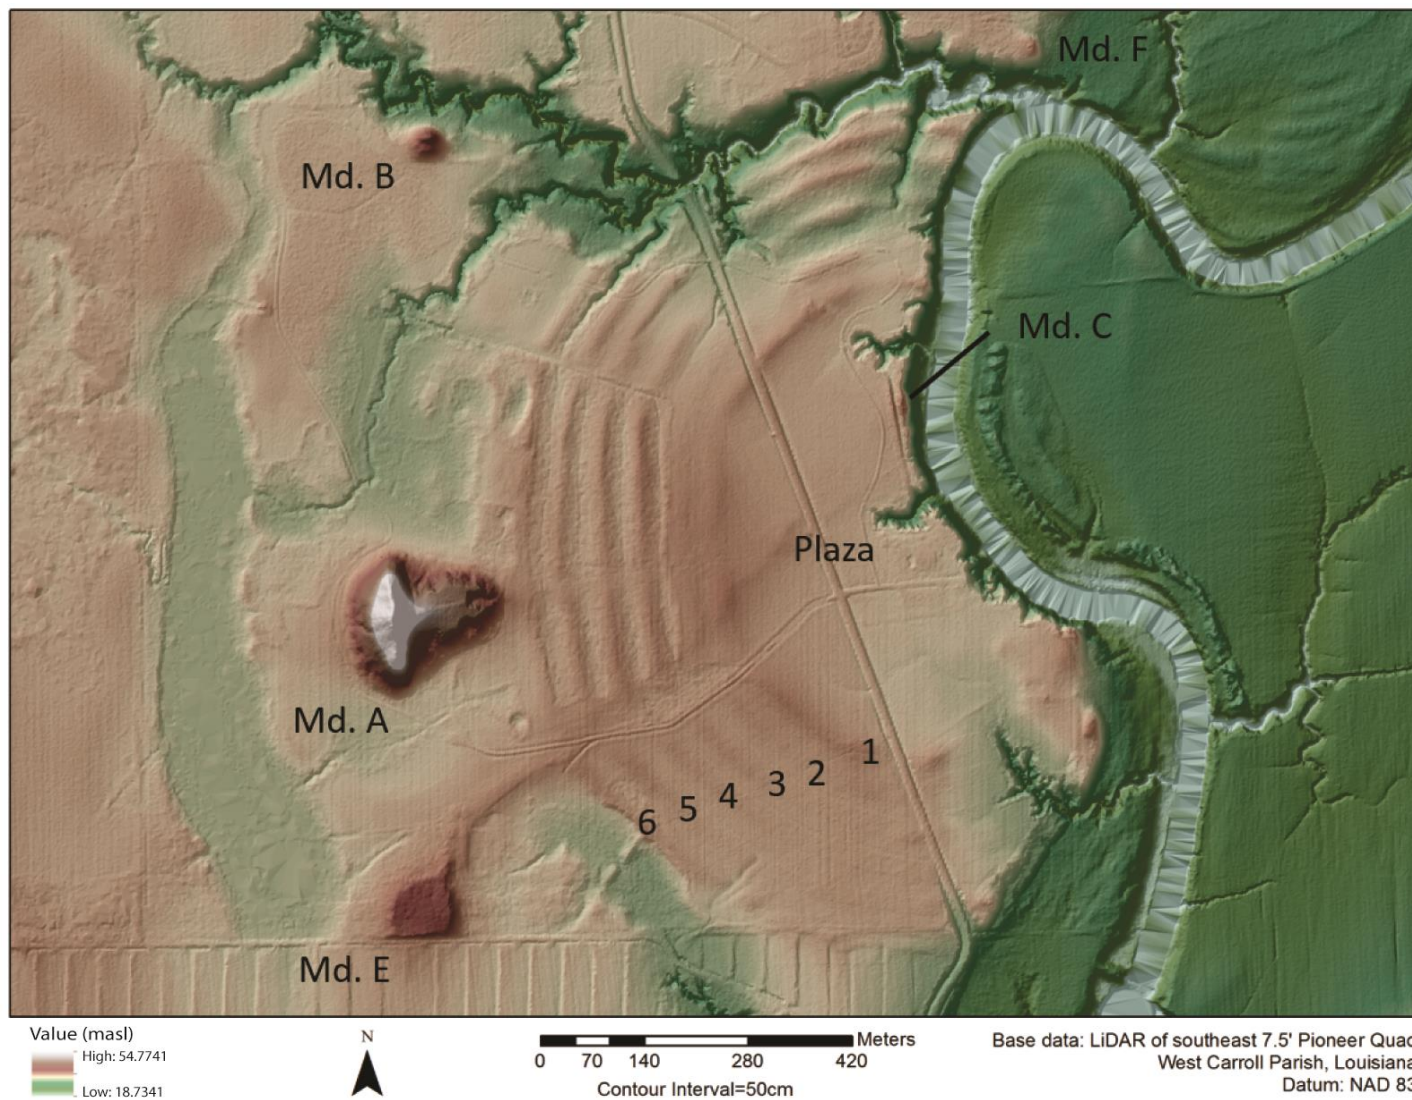 Md. F
Md. B
Md. C
Plaza
Md. A
1
2
3
4
5
6
Md. E
Value (masl)
High: 54.7741
Low: 18.7341
N
Meters
0 70 140 280 420
Contour Interval=50cm
Base data: LiDAR of southeast 7.5' Pioneer Quad
West Carroll Parish, Louisiana
Datum: NAD 83